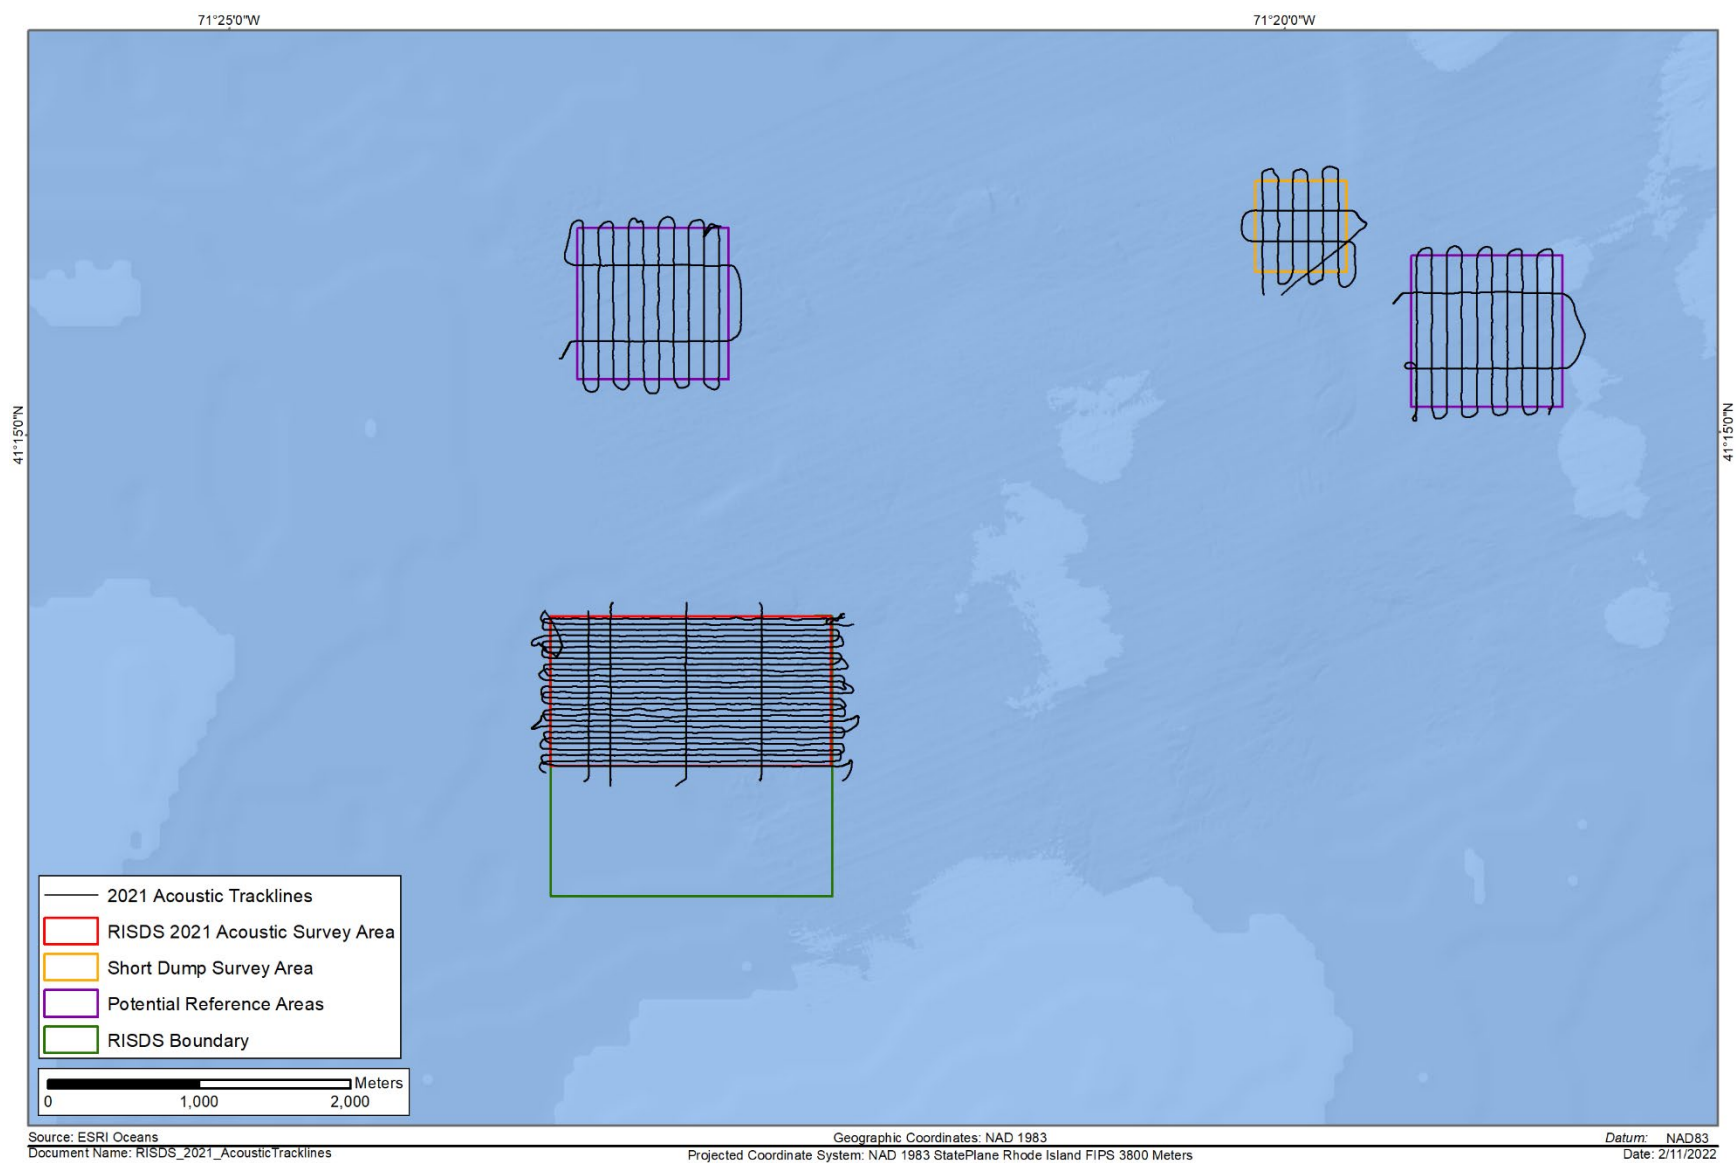 71°25'0"W
71°20'0"W
41°15'0"N
41°15'0"N
2021 Acoustic Tracklines
RISDS 2021 Acoustic Survey Area
Short Dump Survey Area
Potential Reference Areas
RISDS Boundary
Meters
0 1,000 2,000
Source: ESRI Oceans Geographic Coordinates: NAD 1983 Datum: NAD83
Document Name: RISDS_2021_AcousticTracklines Projected Coordinate System: NAD 1983 StatePlane Rhode Island FIPS 3800 Meters Date: 2/11/2022